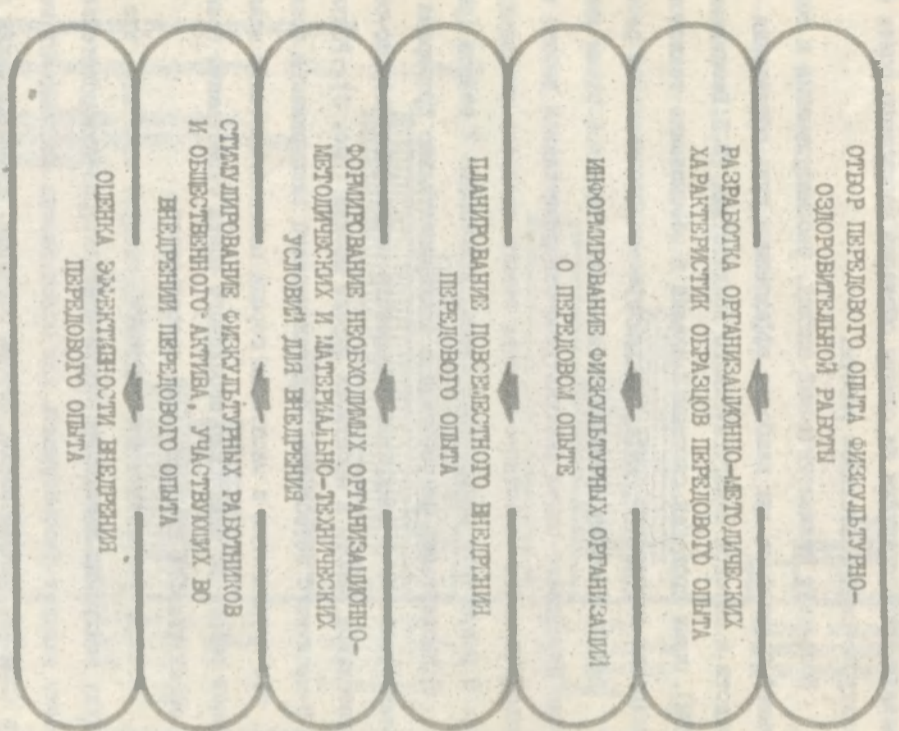 ОТБОР ПЕРЕДОВОГО ОПЫТА ФИЗКУЛЬТУРНО-
ОЗДОРОВИТЕЛЬНОЙ РАБОТЫ
РАЗРАБОТКА ОРГАНИЗАЦИОННО-МЕТОДИЧЕСКИХ
ХАРАКТЕРИСТИК ОБРАЗЦОВ ПЕРЕДОВОГО ОПЫТА
ИНФОРМИРОВАНИЕ ФИЗКУЛЬТУРНЫХ ОРГАНИЗАЦИЙ
О ПЕРЕДОВОМ ОПЫТЕ
ПЛАНИРОВАНИЕ ПОВСЕМЕСТНОГО ВНЕДРЕНИЯ
ПЕРЕДОВОГО ОПЫТА
ФОРМИРОВАНИЕ НЕОБХОДИМЫХ ОРГАНИЗАЦИОННО-
МЕТОДИЧЕСКИХ И МАТЕРИАЛЬНО-ТЕХНИЧЕСКИХ
УСЛОВИЙ ДЛЯ ВНЕДРЕНИЯ
СТИМУЛИРОВАНИЕ ФИЗКУЛЬТУРНЫХ РАБОТНИКОВ
И ОБЩЕСТВЕННОГО АКТИВА, УЧАСТВУЮЩИХ ВО
ВНЕДРЕНИИ ПЕРЕДОВОГО ОПЫТА
ОЦЕНКА ЭФФЕКТИВНОСТИ ВНЕДРЕНИЯ
ПЕРЕДОВОГО ОПЫТА